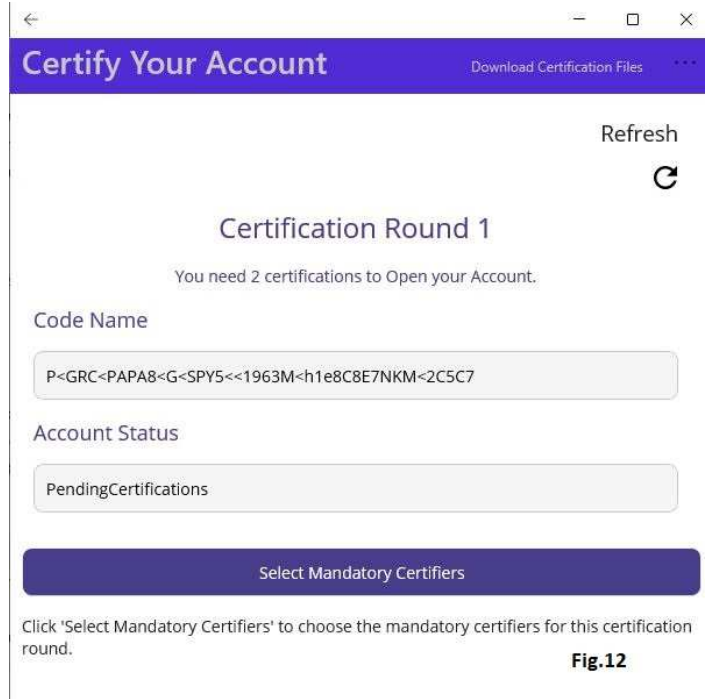 Certify Your Account
Download Certification Files
Refresh
Certification Round 1
You need 2 certifications to Open your Account.
Code Name
P<GRC<PAPA8<G<SPY5<<1963M<h1e8C8E7NKM<2C5C7
Account Status
PendingCertifications
Select Mandatory Certifiers
Click 'Select Mandatory Certifiers' to choose the mandatory certifiers for this certification
round.
Fig.12